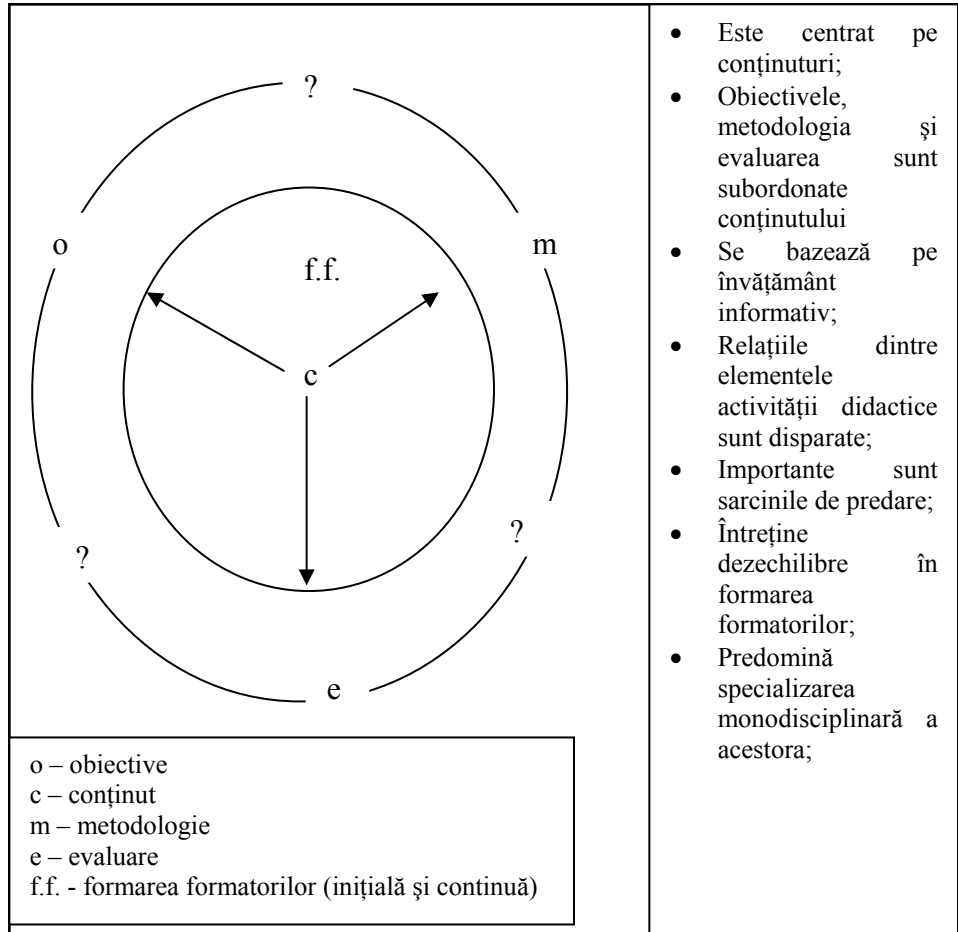 ?
o
m
f.f.
c
?
?
e
o – obiective
c – conținut
m – metodologie
e – evaluare
f.f. - formarea formatorilor (inițială şi continuă)
• Este centrat pe
conținuturi;
• Obiectivele,
metodologia şi
evaluarea sunt
subordonate
conținutului
• Se bazează pe
învățământ
informativ;
• Relațiile dintre
elementele
activității didactice
sunt disparate;
• Importante sunt
sarcinile de predare;
• Întreține
dezechilibre în
formarea
formatorilor;
• Predomină
specializarea
monodisciplinară a
acestora;